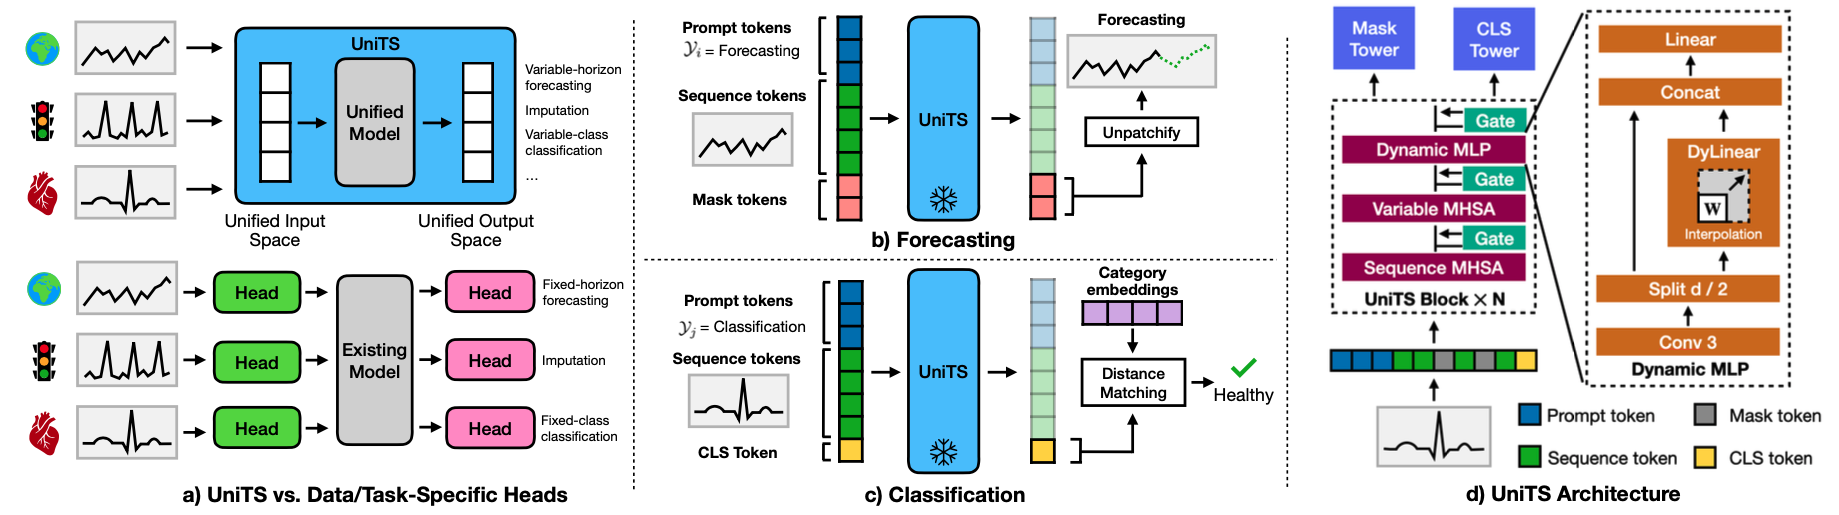 UniTS
Unified
Model
Variable-horizon
forecasting
Imputation
Variable-class
classification
...
Unified Input
Space
Unified Output
Space
Head
Head
Fixed-horizon
forecasting
Head
Existing
Model
Head
Imputation
Head
Head
Fixed-class
classification
a) UniTS vs. Data/Task-Specific Heads
Prompt tokens
𝒴i = Forecasting
Sequence tokens
Mask tokens
UniTS
Forecasting
Unpatchify
b) Forecasting
Prompt tokens
𝒴j = Classification
Sequence tokens
CLS Token
UniTS
Category
embeddings
Distance
Matching
Healthy
c) Classification
Mask
Tower
CLS
Tower
Gate
Dynamic MLP
Gate
Variable MHSA
Gate
Sequence MHSA
UniTS Block × N
Linear
Concat
DyLinear
W
Interpolation
Split d / 2
Conv 3
Dynamic MLP
Prompt token
Mask token
Sequence token
CLS token
d) UniTS Architecture